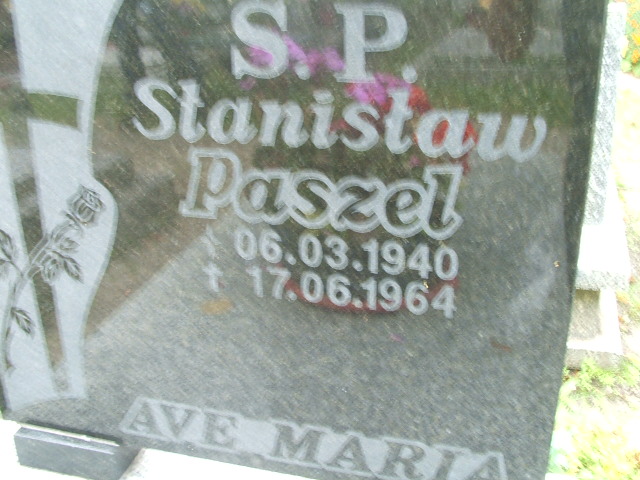 S.P.
Stanisław
Paszel
* 06.03.1940
† 17.06.1964
AVE MARIA